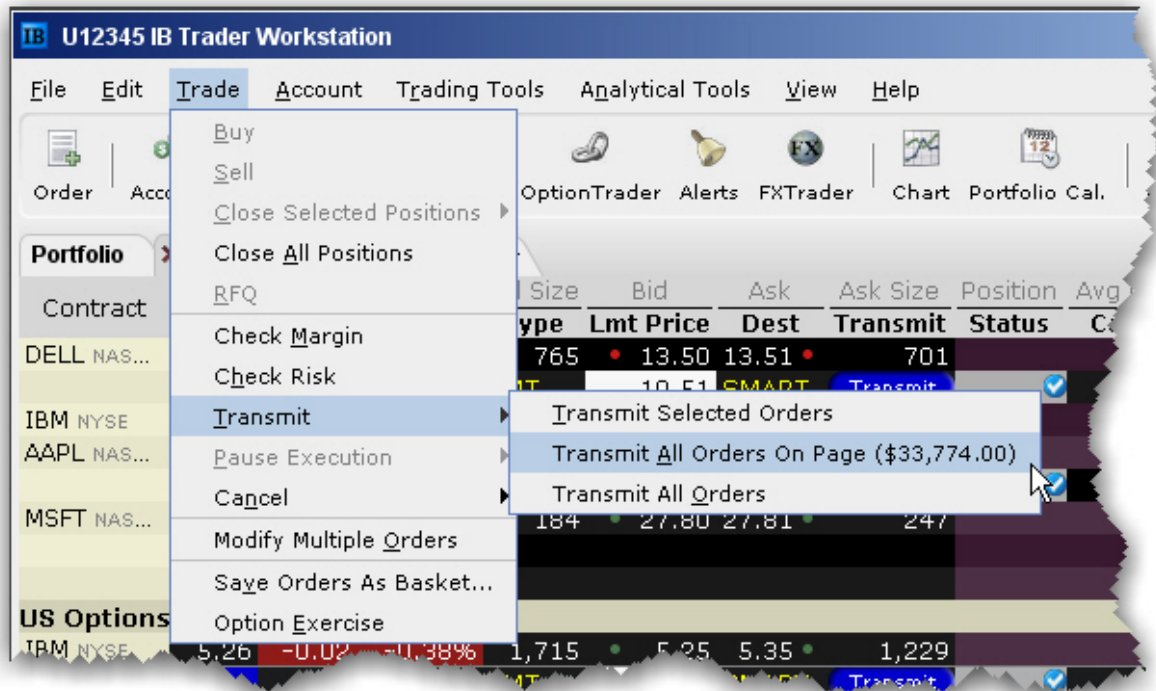 IB U12345 IB Trader Workstation
File Edit Trade Account Trading Tools Analytical Tools View Help
Buy
Sell
Close Selected Positions
Close All Positions
RFQ
Check Margin
Check Risk
Transmit
Pause Execution
Cancel
Modify Multiple Orders
Save Orders As Basket...
Option Exercise
Transmit Selected Orders
Transmit All Orders On Page ($33,774.00)
Transmit All Orders
12
FX
Order OptionTrader Alerts FXTrader Chart Portfolio Cal.
Portfolio
Size Bid Ask Ask Size Position Avg
Contract
Lmt Price Dest Transmit Status
DELL NAS... 765 13.50 13.51 701
SMART Transmit
IBM NYSE
AAPL NAS...
MSFT NAS... 184 27.80 27.81 247
US Options
IBM NYSE 5.26 -0.02 -0.38% 1,715 5.25 5.35 1,229
Transmit